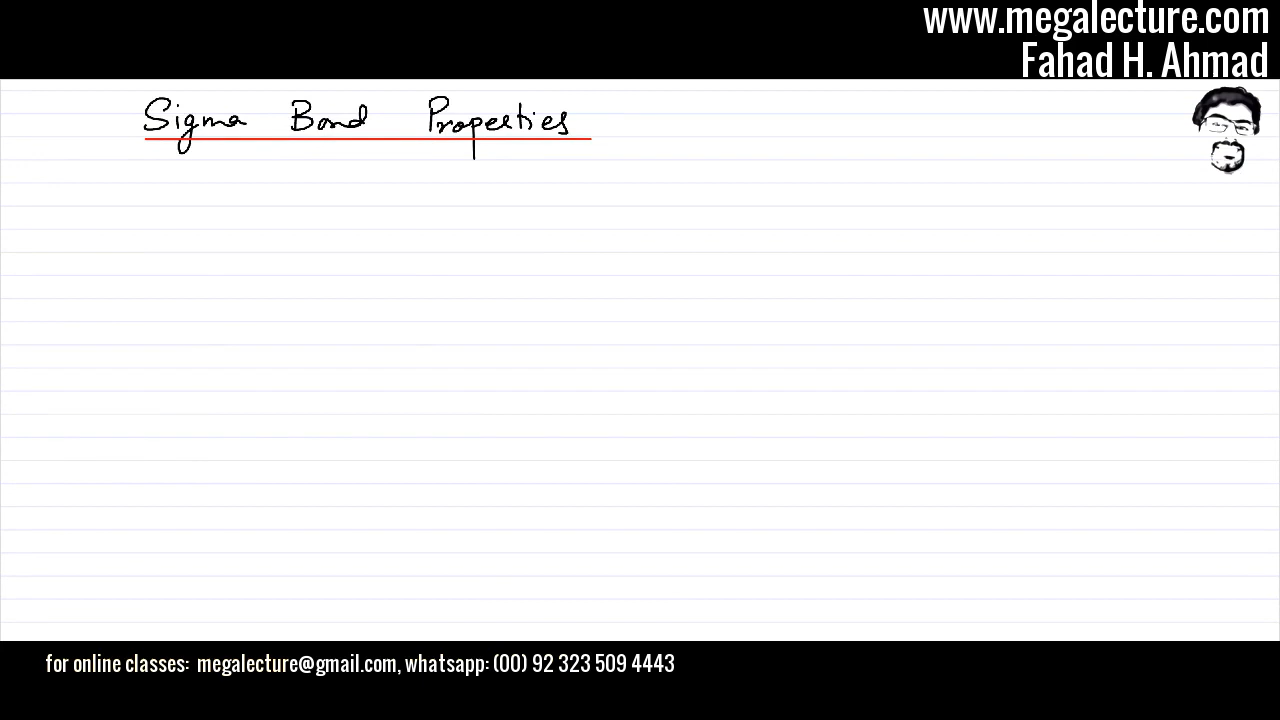 www.megalecture.com
Fahad H. Ahmad
Sigma Bond Properties
for online classes: megalecture@gmail.com, whatsapp: (00) 92 323 509 4443